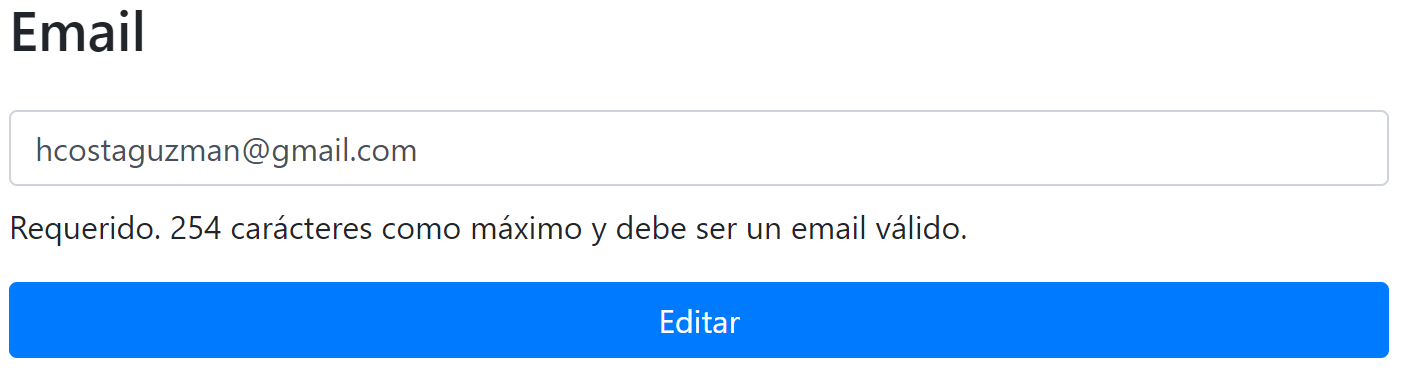 Email
hcostaguzman@gmail.com
Requerido. 254 carácteres como máximo y debe ser un email válido.
Editar